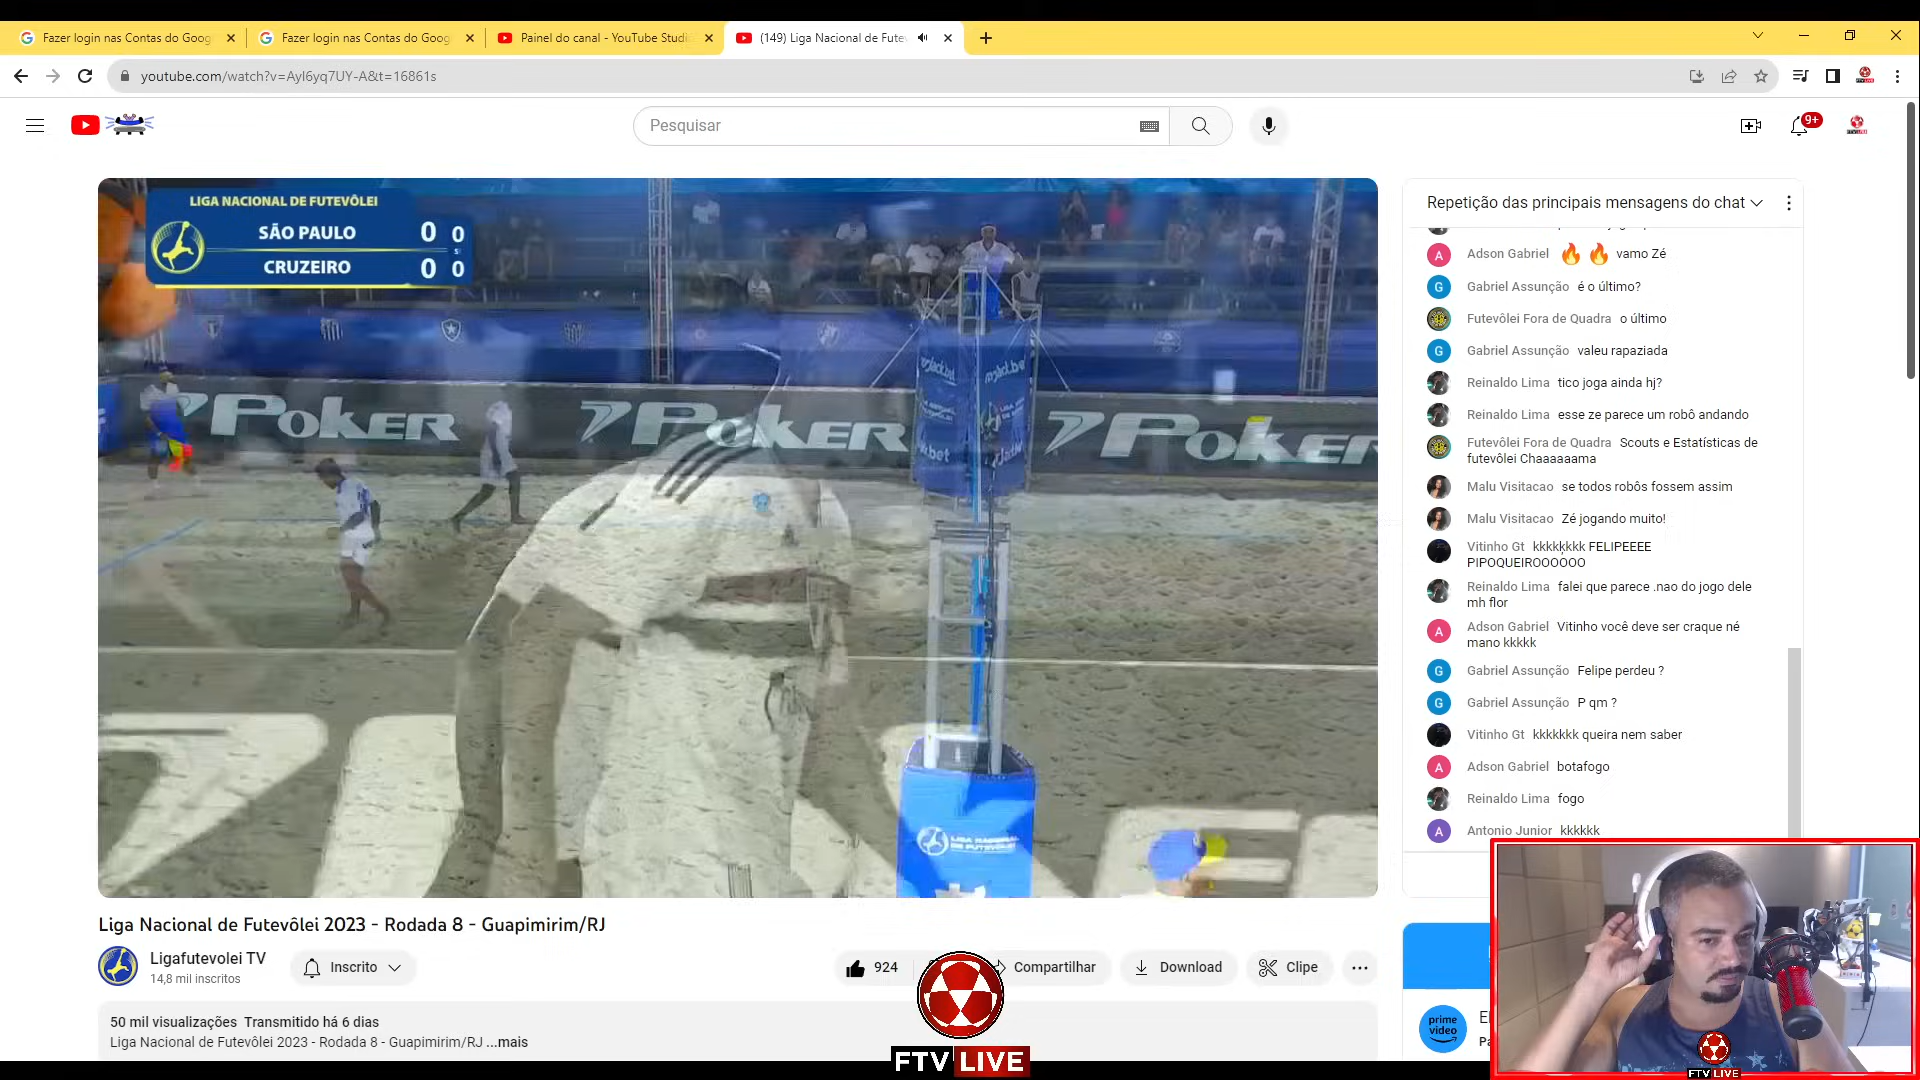 Fazer login nas Contas do Goog
Fazer login nas Contas do Goog
Painel do canal - YouTube Studi
(149) Liga Nacional de Fute
youtube.com/watch?v=Ayl6yq7UY-A&t=16861s
Pesquisar
9+
LIGA NACIONAL DE FUTEVÔLEI
SÃO PAULO 0 0
CRUZEIRO 0 0
POKER
POKER
POKER
LIGA NACIONAL
DE FUTEVÔLEI
Repetição das principais mensagens do chat
Adson Gabriel 🔥 🔥 vamo Zé
Gabriel Assunção é o último?
Futevôlei Fora de Quadra o último
Gabriel Assunção valeu rapaziada
Reinaldo Lima tico joga ainda hj?
Reinaldo Lima esse ze parece um robô andando
Futevôlei Fora de Quadra Scouts e Estatísticas de
futevôlei Chaaaaaama
Malu Visitacao se todos robôs fossem assim
Malu Visitacao Zé jogando muito!
Vitinho Gt kkkkkkkk FELIPEEEE
PIPOQUEIROOOOOO
Reinaldo Lima falei que parece .nao do jogo dele
mh flor
Adson Gabriel Vitinho você deve ser craque né
mano kkkkk
Gabriel Assunção Felipe perdeu ?
Gabriel Assunção P qm ?
Vitinho Gt kkkkkkk queira nem saber
Adson Gabriel botafogo
Reinaldo Lima fogo
Antonio Junior kkkkkk
Liga Nacional de Futevôlei 2023 - Rodada 8 - Guapimirim/RJ
Ligafutevolei TV
14,8 mil inscritos
Inscrito
924
Compartilhar
Download
Clipe
50 mil visualizações Transmitido há 6 dias
Liga Nacional de Futevôlei 2023 - Rodada 8 - Guapimirim/RJ ...mais
prime
video
FTV LIVE
FTV LIVE